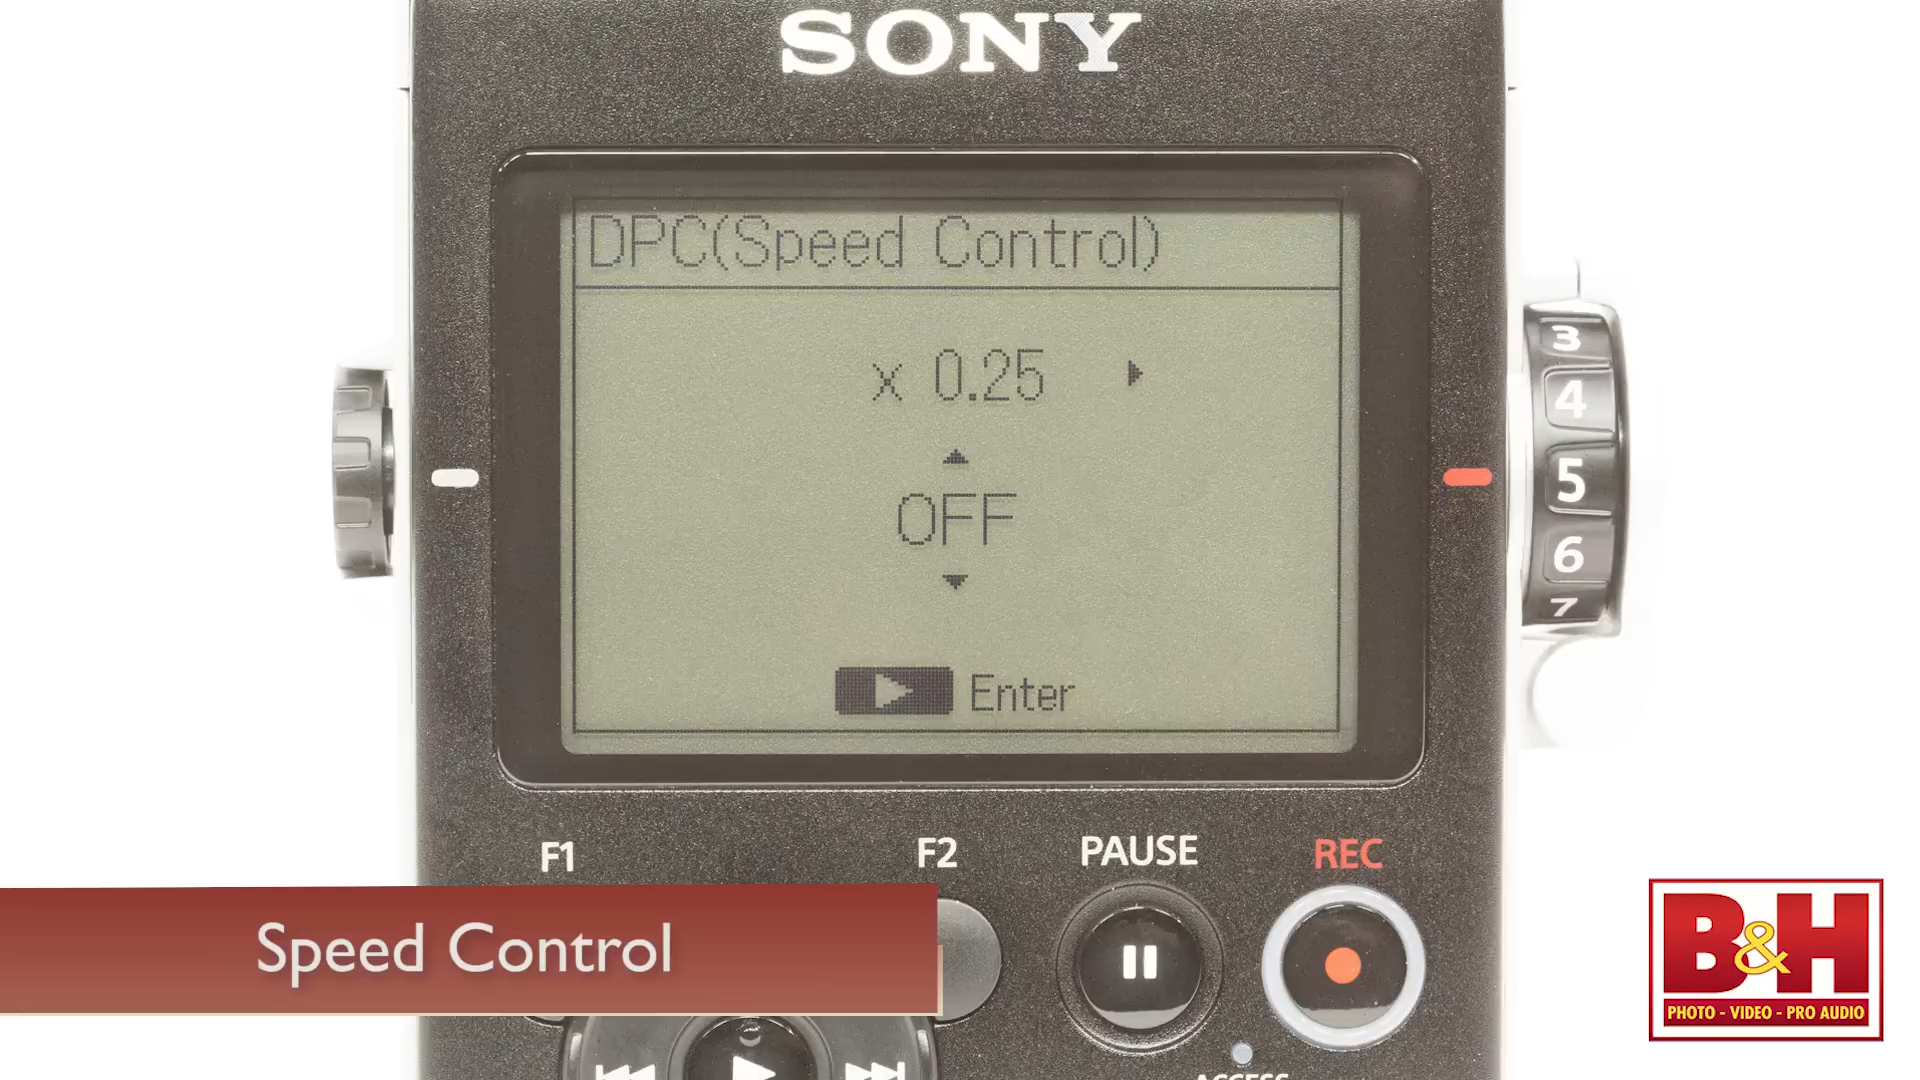 SONY
DPC(Speed Control)
x 0.25
OFF
Enter
3
4
5
6
7
F1
F2
PAUSE
REC
Speed Control
B&H
PHOTO - VIDEO - PRO AUDIO
ACCESS